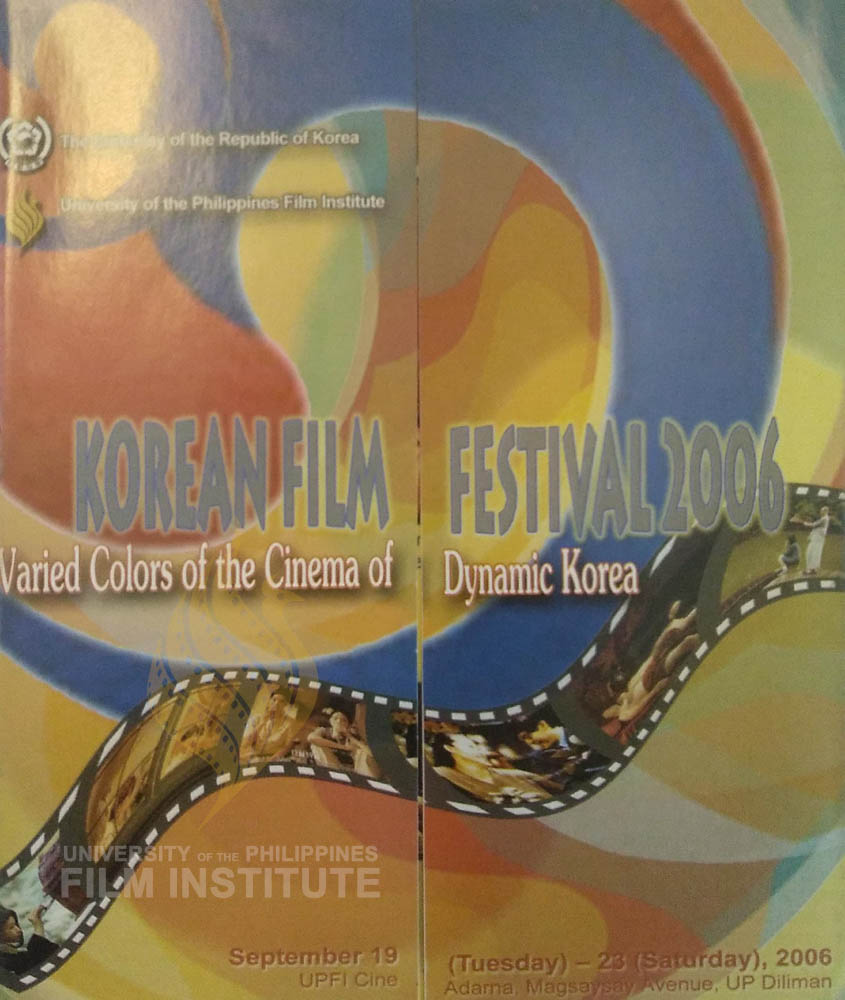 The Embassy of the Republic of Korea
University of the Philippines Film Institute
KOREAN FILM FESTIVAL 2006
Varied Colors of the Cinema of Dynamic Korea
UNIVERSITY OF THE PHILIPPINES
FILM INSTITUTE
September 19 (Tuesday) – 23 (Saturday), 2006
UPFI Cine Adarna, Magsaysay Avenue, UP Diliman